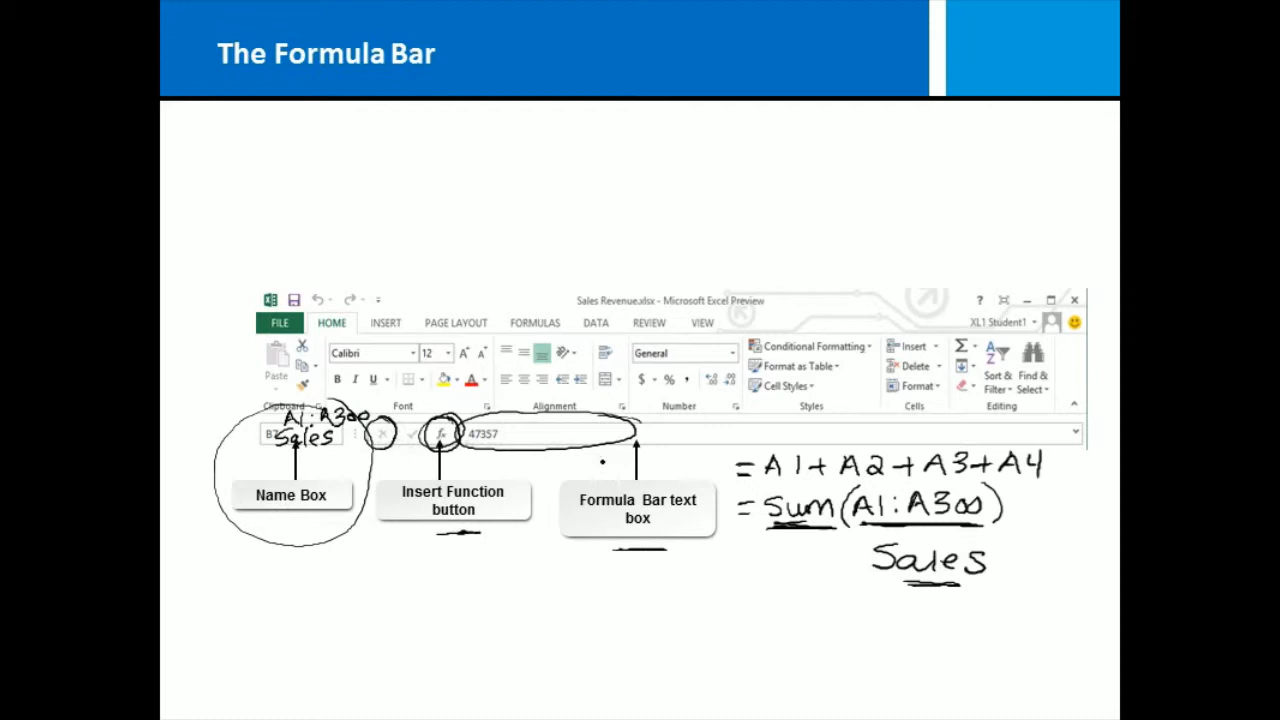 The Formula Bar
Sales Revenue.xlsx - Microsoft Excel Preview
FILE HOME INSERT PAGE LAYOUT FORMULAS DATA REVIEW VIEW XL1 Student1
Calibri 12 General
Paste
B I U $ % ,
Conditional Formatting
Format as Table
Cell Styles
Insert
Delete
Format
Sort & Filter
Find & Select
Clipboard Font Alignment Number Styles Cells Editing
A1:A300
Sales
fx 47357
Name Box
Insert Function
button
Formula Bar text
box
= A1+ A2 + A3+ A4
= Sum (A1:A300)
Sales